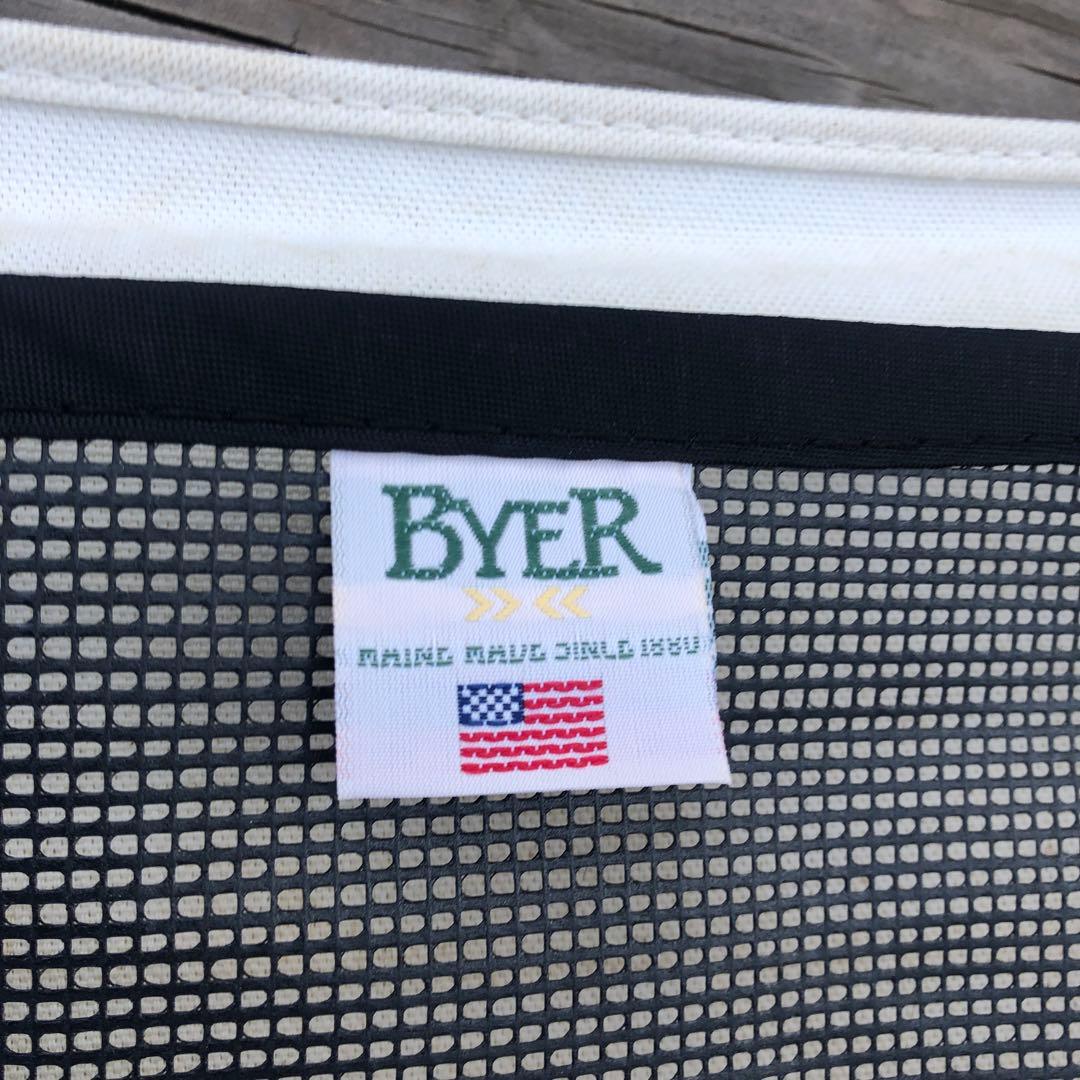 BYER
>> <<
MAINE MADE SINCE 1880